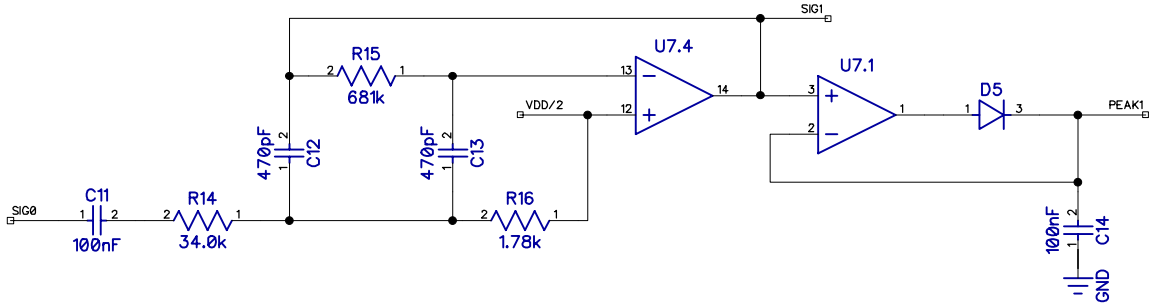 SIG1
R15
2 1
681k
U7.4
13
12
14
VDD/2
U7.1
3
2
1
D5
1 3
PEAK1
2
470pF
C12
1
2
470pF
C13
1
SIG0
C11
1 2
100nF
R14
2 1
34.0k
R16
2 1
1.78k
2
100nF
C14
1
GND